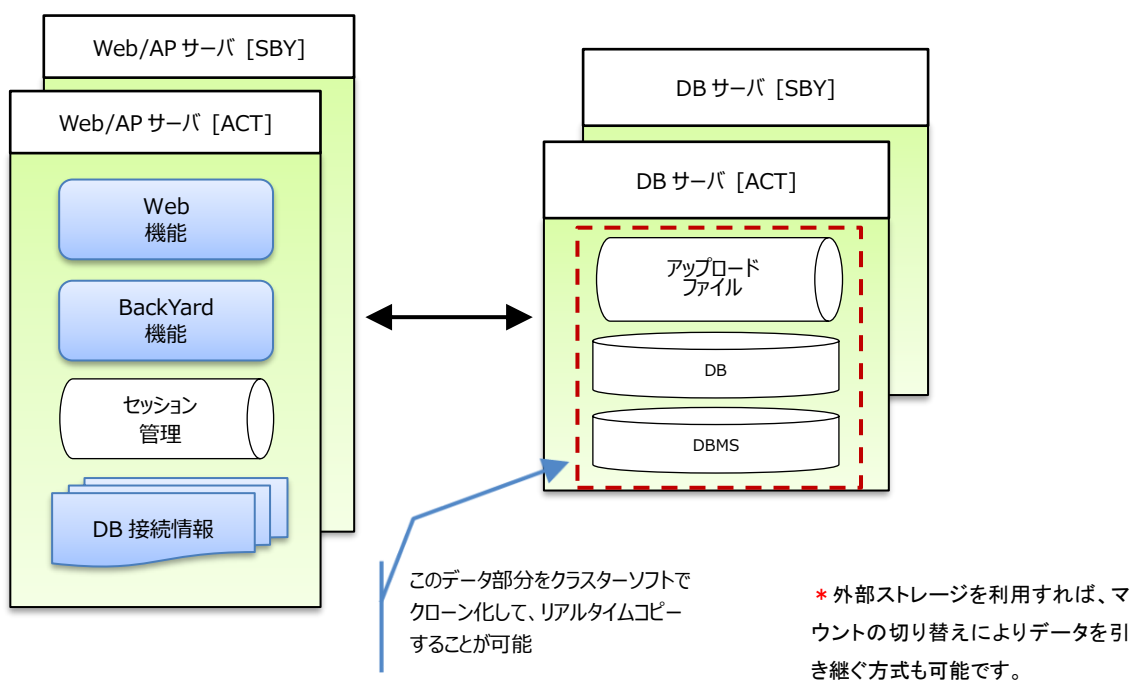 Web/AP サーバ [SBY]
Web/AP サーバ [ACT]
Web
機能
BackYard
機能
セッション
管理
DB 接続情報
DB サーバ [SBY]
DB サーバ [ACT]
アップロード
ファイル
DB
DBMS
このデータ部分をクラスターソフトで
クローン化して、リアルタイムコピー
することが可能
*外部ストレージを利用すれば、マ
ウントの切り替えによりデータを引
き継ぐ方式も可能です。